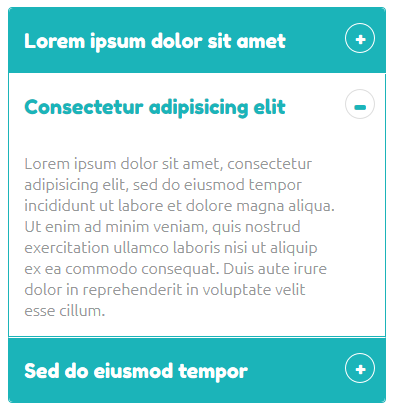 Lorem ipsum dolor sit amet
Consectetur adipisicing elit
Lorem ipsum dolor sit amet, consectetur
adipisicing elit, sed do eiusmod tempor
incididunt ut labore et dolore magna aliqua.
Ut enim ad minim veniam, quis nostrud
exercitation ullamco laboris nisi ut aliquip
ex ea commodo consequat. Duis aute irure
dolor in reprehenderit in voluptate velit
esse cillum.
Sed do eiusmod tempor